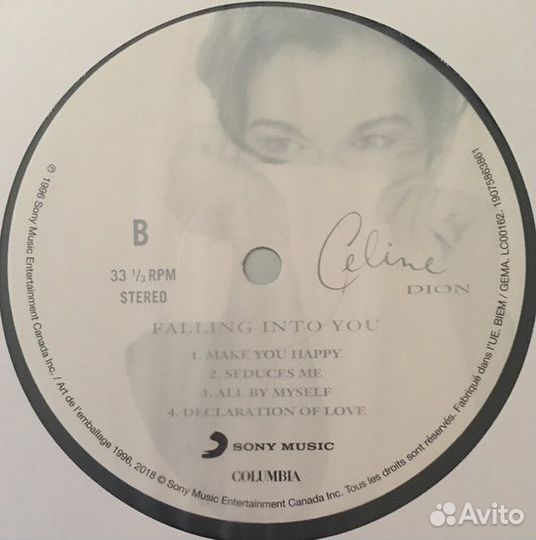 B
33 1/3 RPM
STEREO
Celine
DION
FALLING INTO YOU
1. MAKE YOU HAPPY
2. SEDUCES ME
3. ALL BY MYSELF
4. DECLARATION OF LOVE
SONY MUSIC
COLUMBIA
℗ 1996 Sony Music Entertainment Canada Inc. / Art de l'emballage 1996, 2018 © Sony Music Entertainment Canada Inc. Tous les droits sont réservés. Fabriqué dans l'UE. BIEM / GEMA. LC00162. 19075863861
Avito